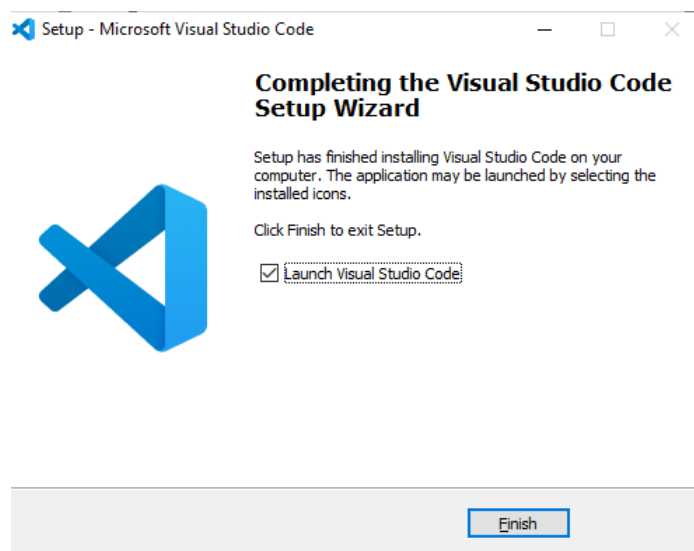 Setup - Microsoft Visual Studio Code
Completing the Visual Studio Code
Setup Wizard
Setup has finished installing Visual Studio Code on your
computer. The application may be launched by selecting the
installed icons.
Click Finish to exit Setup.
Launch Visual Studio Code
Finish